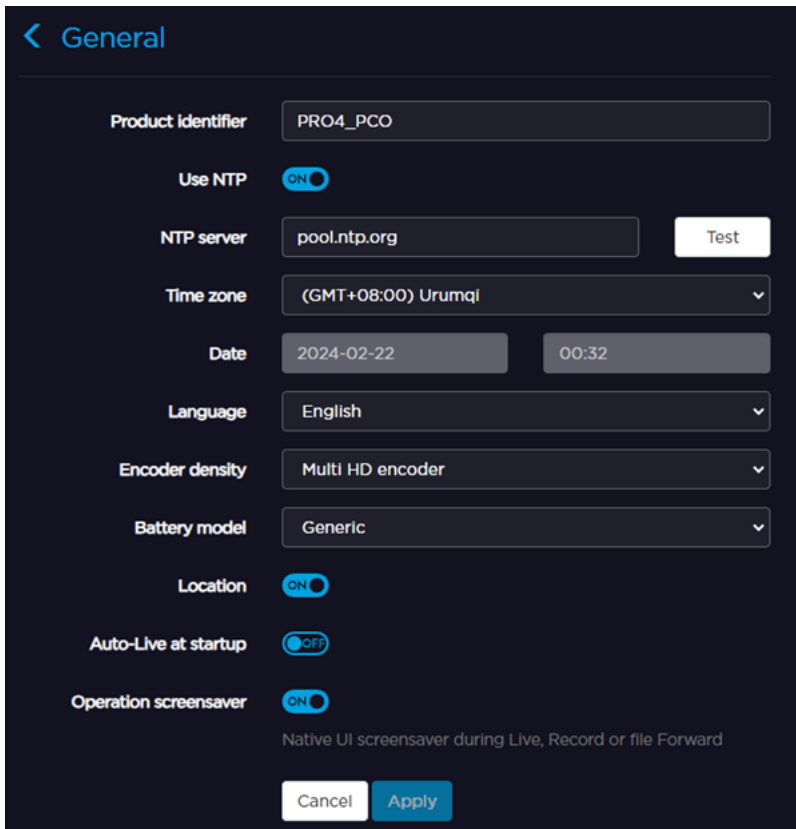 General
Product identifier PRO4_PCO
Use NTP ON
NTP server pool.ntp.org Test
Time zone (GMT+08:00) Urumqi
Date 2024-02-22 00:32
Language English
Encoder density Multi HD encoder
Battery model Generic
Location ON
Auto-Live at startup OFF
Operation screensaver ON
Native UI screensaver during Live, Record or file Forward
Cancel Apply